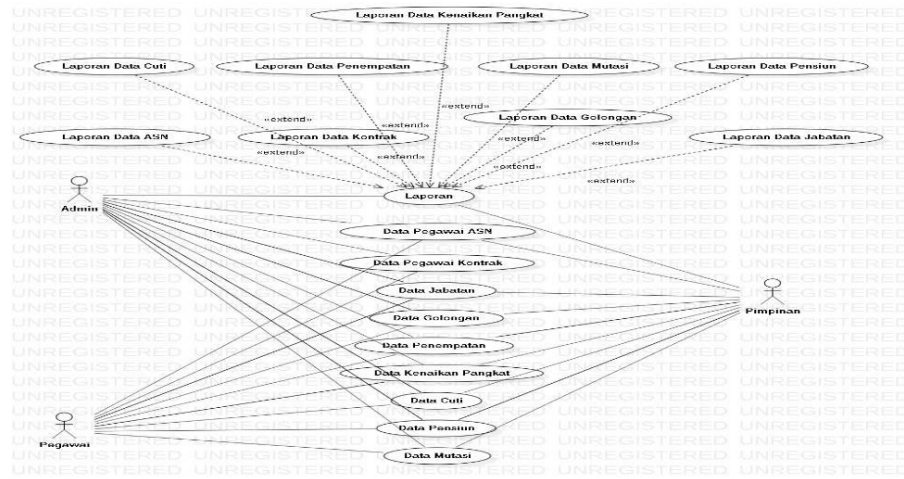 Laporan Data Kenaikan Pangkat
Laporan Data Cuti
Laporan Data Penempatan
Laporan Data Mutasi
Laporan Data Pensiun
«extend»
Laporan Data Golongan
«extend»
Laporan Data ASN
Laporan Data Kontrak
«extend»
«extend»
Laporan Data Jabatan
«extend»
«extend»
«extend»
«extend»
«extend»
Laporan
Admin
Data Pegawai ASN
Data Pegawai Kontrak
Data Jabatan
Pimpinan
Data Golongan
Data Penempatan
Data Kenaikan Pangkat
Data Cuti
Data Pensiun
Pegawai
Data Mutasi
UNREGISTERED